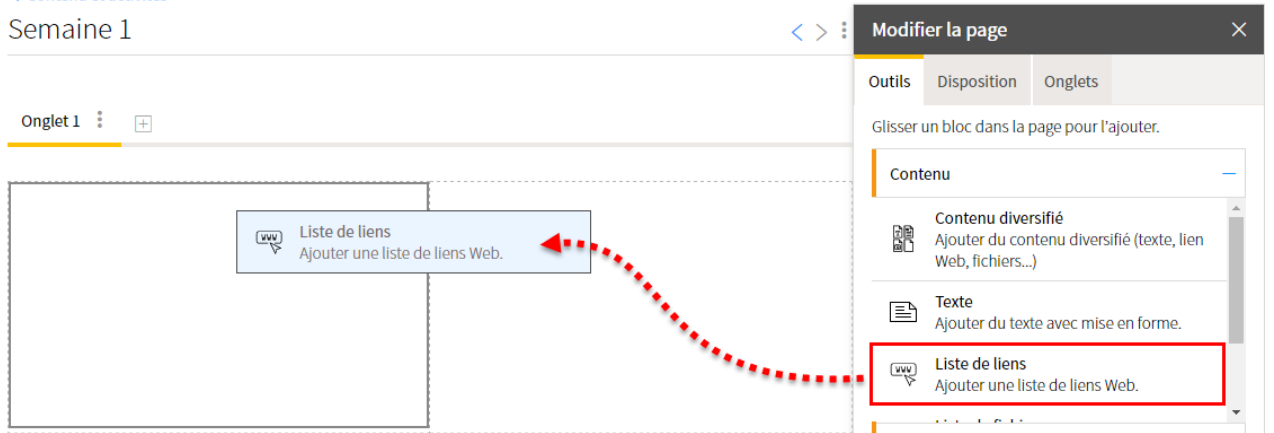 Semaine 1
Onglet 1
Liste de liens
Ajouter une liste de liens Web.
Modifier la page
Outils Disposition Onglets
Glisser un bloc dans la page pour l'ajouter.
Contenu
Contenu diversifié
Ajouter du contenu diversifié (texte, lien
Web, fichiers...)
Texte
Ajouter du texte avec mise en forme.
WWW
Liste de liens
Ajouter une liste de liens Web.